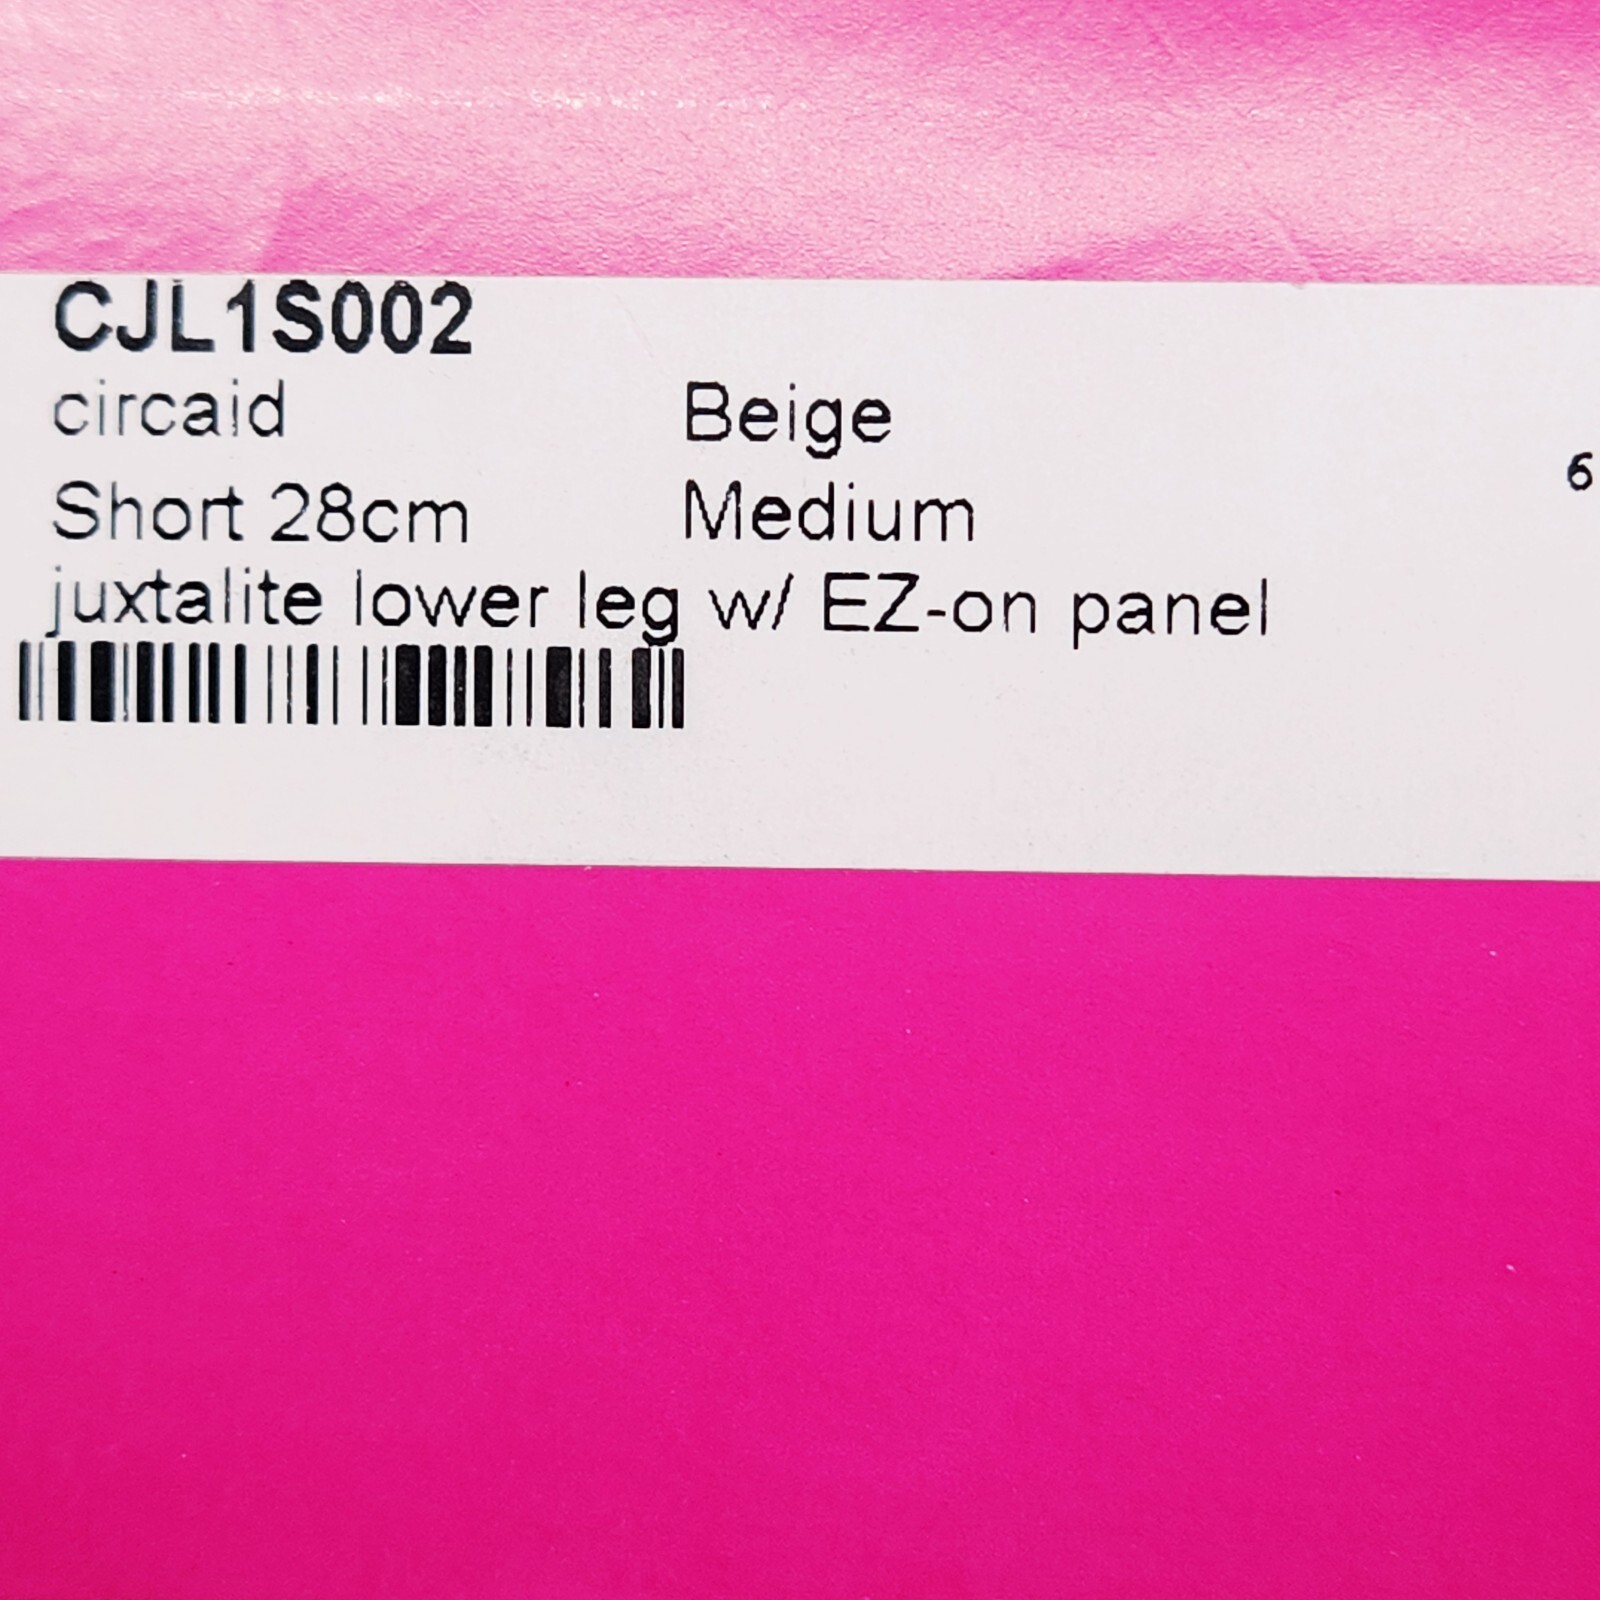 CJL1S002
circaid Beige
6
Short 28cm Medium
juxtalite lower leg w/ EZ-on panel